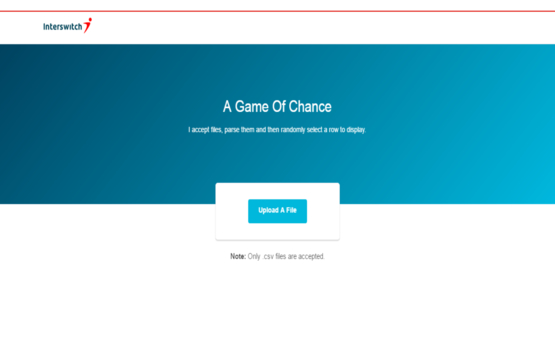 Interswitch
A Game Of Chance
I accept files, parse them and then randomly select a row to display.
Upload A File
Note: Only .csv files are accepted.